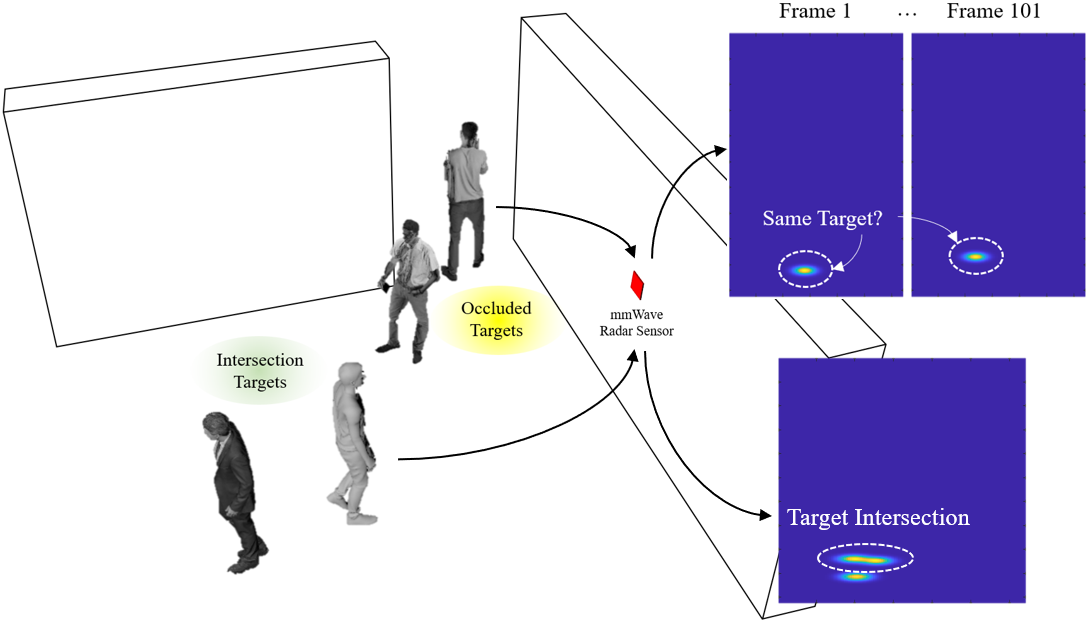 Frame 1 … Frame 101
Same Target?
Occluded
Targets
mmWave
Radar Sensor
Intersection
Targets
Target Intersection